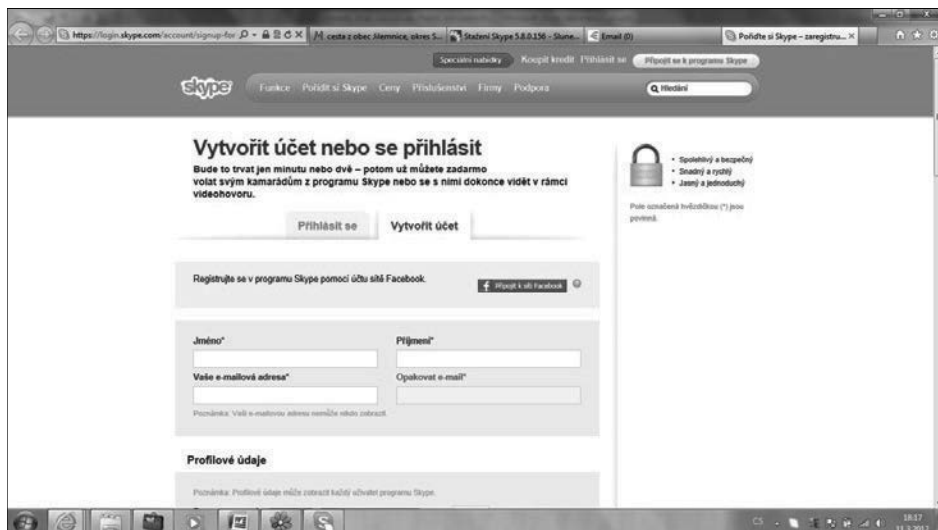 https://login.skype.com/account/signup-for
cesta z obec Jilemnice, okres S...
Stažení Skype 5.8.0.156 – Slune...
Email (0)
Pořiďte si Skype – zaregistru...
Speciální nabídky Koupit kredit Přihlásit se Připojit se k programu Skype
skype
Funkce Pořídit si Skype Ceny Příslušenství Firmy Podpora
Hledání
Vytvořit účet nebo se přihlásit
Bude to trvat jen minutu nebo dvě – potom už můžete zadarmo
volat svým kamarádům z programu Skype nebo se s nimi dokonce vidět v rámci
videohovoru.
• Spolehlivý a bezpečný
• Snadný a rychlý
• Jasný a jednoduchý
Pole označená hvězdičkou (*) jsou
povinná.
Přihlásit se Vytvořit účet
Registrujte se v programu Skype pomocí účtu sítě Facebook.
Připojit k síti Facebook
Jméno* Příjmení*
Vaše e-mailová adresa* Opakovat e-mail*
Poznámka: Vaši e-mailovou adresu nemůže nikdo zobrazit.
Profilové údaje
Poznámka: Profilové údaje může zobrazit každý uživatel programu Skype.
CS
18:17